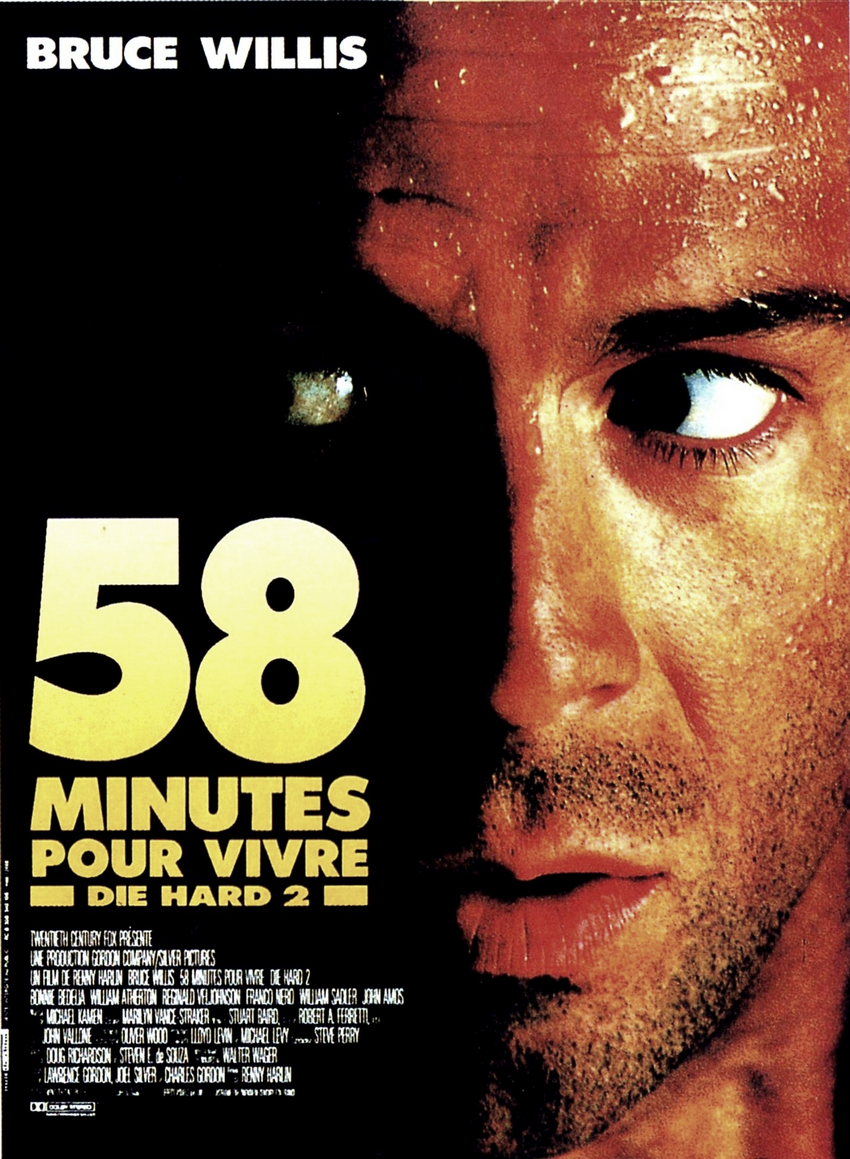 BRUCE WILLIS
58
MINUTES
POUR VIVRE
DIE HARD 2
TWENTIETH CENTURY FOX PRÉSENTE
UNE PRODUCTION GORDON COMPANY/SILVER PICTURES
UN FILM DE RENNY HARLIN BRUCE WILLIS 58 MINUTES POUR VIVRE DIE HARD 2
BONNIE BEDELIA WILLIAM ATHERTON REGINALD VELJOHNSON FRANCO NERO WILLIAM SADLER JOHN AMOS
MICHAEL KAMEN MARILYN VANCE STRAKER STUART BAIRD ROBERT A. FERRETTI
JOHN VALLONE OLIVER WOOD LLOYD LEVIN MICHAEL LEVY STEVE PERRY
DOUG RICHARDSON STEVEN E. de SOUZA WALTER WAGER
LAWRENCE GORDON, JOEL SILVER CHARLES GORDON RENNY HARLIN